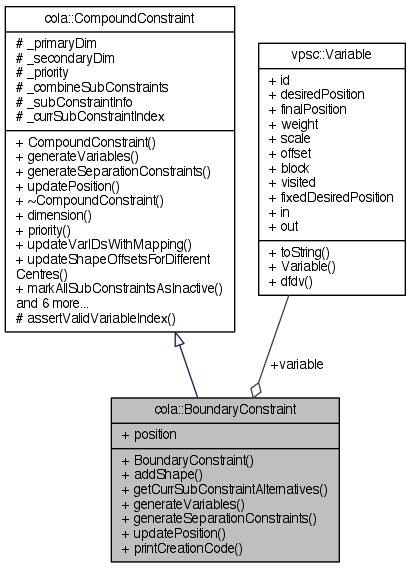 cola::CompoundConstraint
# _primaryDim
# _secondaryDim
# _priority
# _combineSubConstraints
# _subConstraintInfo
# _currSubConstraintIndex
+ CompoundConstraint()
+ generateVariables()
+ generateSeparationConstraints()
+ updatePosition()
+ ~CompoundConstraint()
+ dimension()
+ priority()
+ updateVarIDsWithMapping()
+ updateShapeOffsetsForDifferent
Centres()
+ markAllSubConstraintsAsInactive()
and 6 more...
# assertValidVariableIndex()
vpsc::Variable
+ id
+ desiredPosition
+ finalPosition
+ weight
+ scale
+ offset
+ block
+ visited
+ fixedDesiredPosition
+ in
+ out
+ toString()
+ Variable()
+ dfdv()
+variable
cola::BoundaryConstraint
+ position
+ BoundaryConstraint()
+ addShape()
+ getCurrSubConstraintAlternatives()
+ generateVariables()
+ generateSeparationConstraints()
+ updatePosition()
+ printCreationCode()